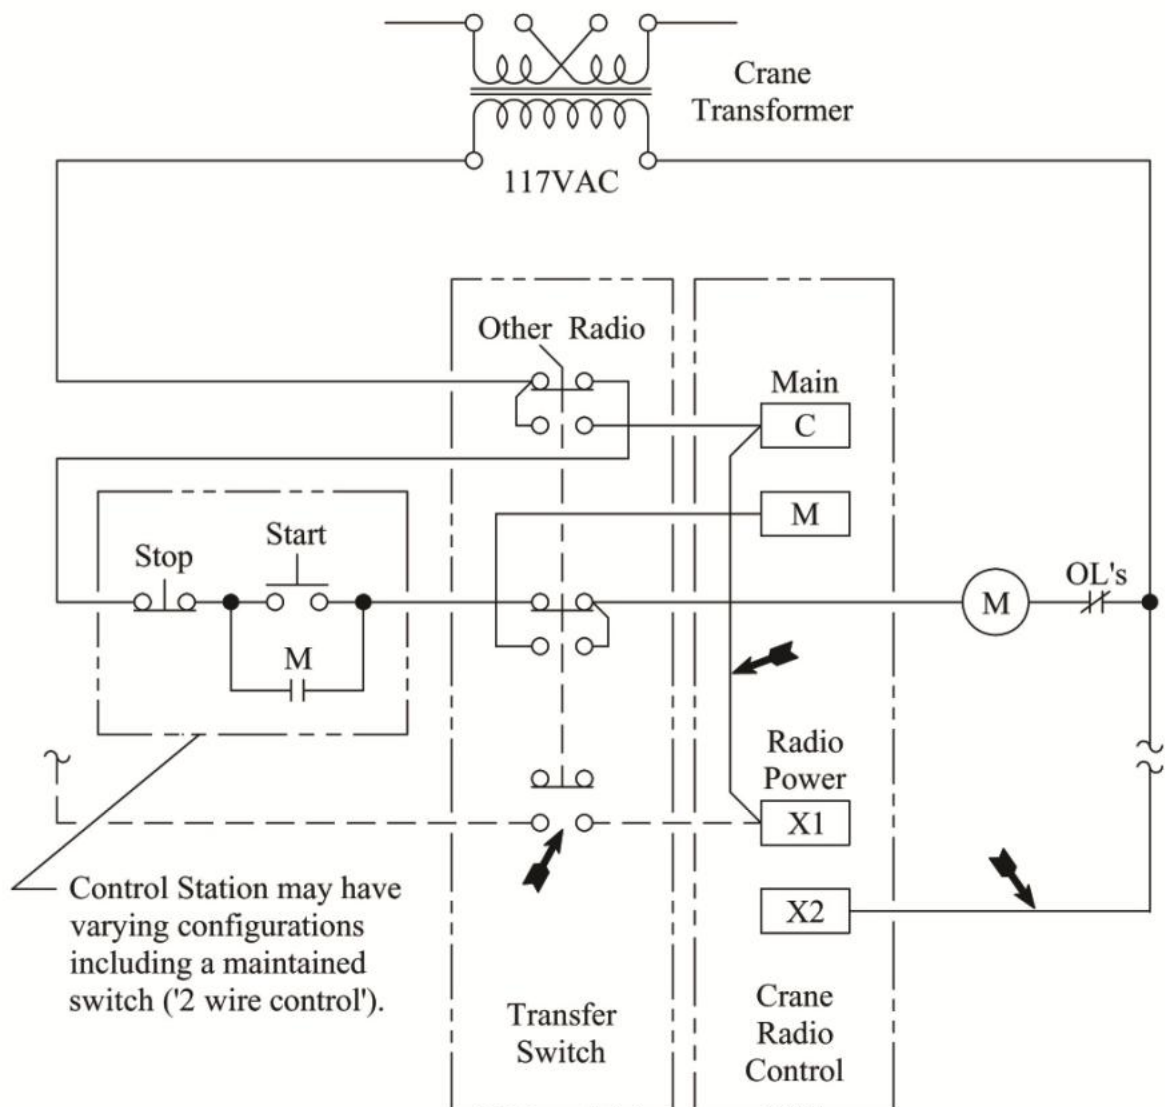 Crane
Transformer
117VAC
Other Radio
Main
C
M
Stop
Start
M
M
OL's
Radio
Power
X1
X2
Control Station may have
varying configurations
including a maintained
switch ('2 wire control').
Transfer
Switch
Crane
Radio
Control